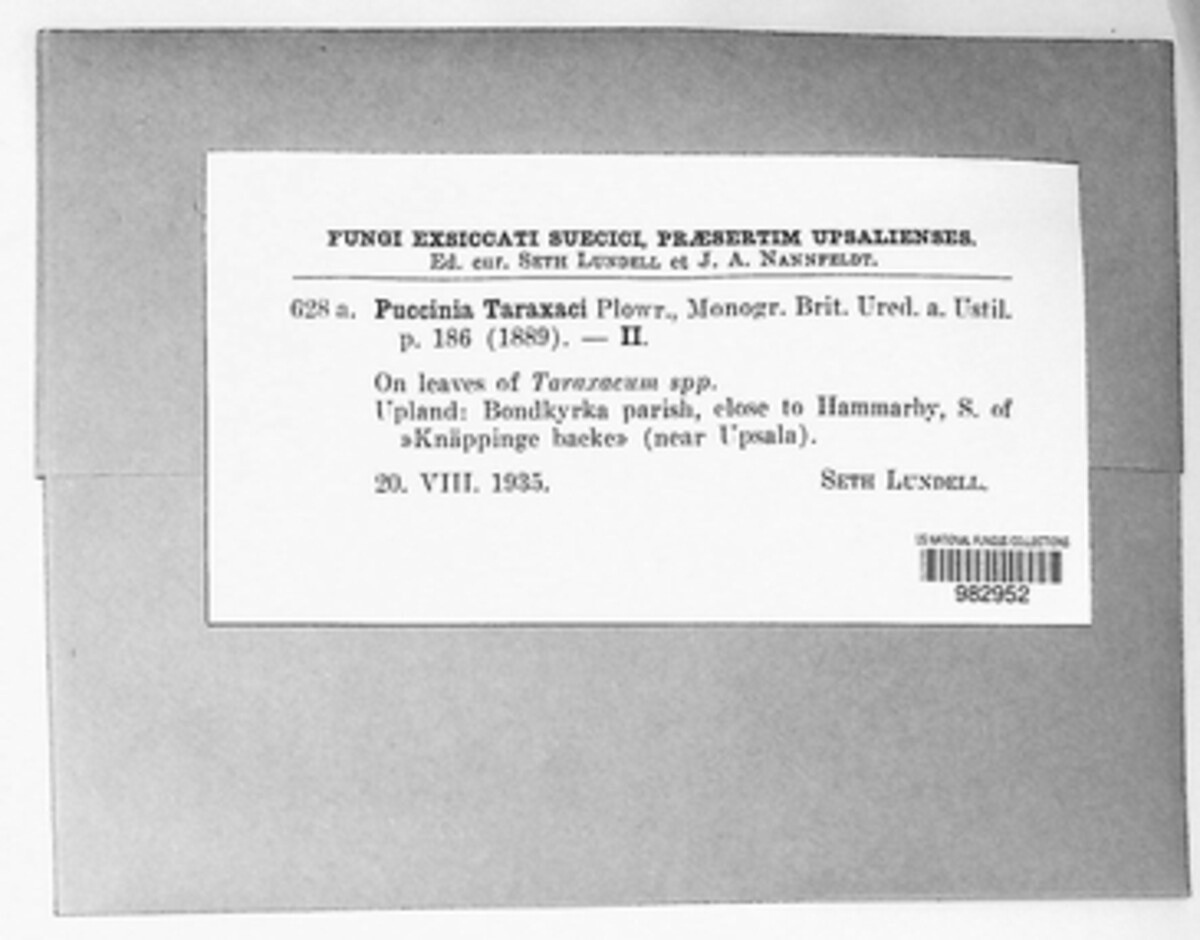 FUNGI EXSICCATI SUECICI, PRÆSERTIM UPSALIENSES.
Ed. cur. SETH LUNDELL et J. A. NANNFELDT.
628 a. Puccinia Taraxaci Plowr., Monogr. Brit. Ured. a. Ustil.
p. 186 (1889). — II.
On leaves of Taraxacum spp.
Upland: Bondkyrka parish, close to Hammarby, S. of
»Knäppinge backe» (near Upsala).
20. VIII. 1935. SETH LUNDELL.
US NATIONAL FUNGUS COLLECTIONS
982952